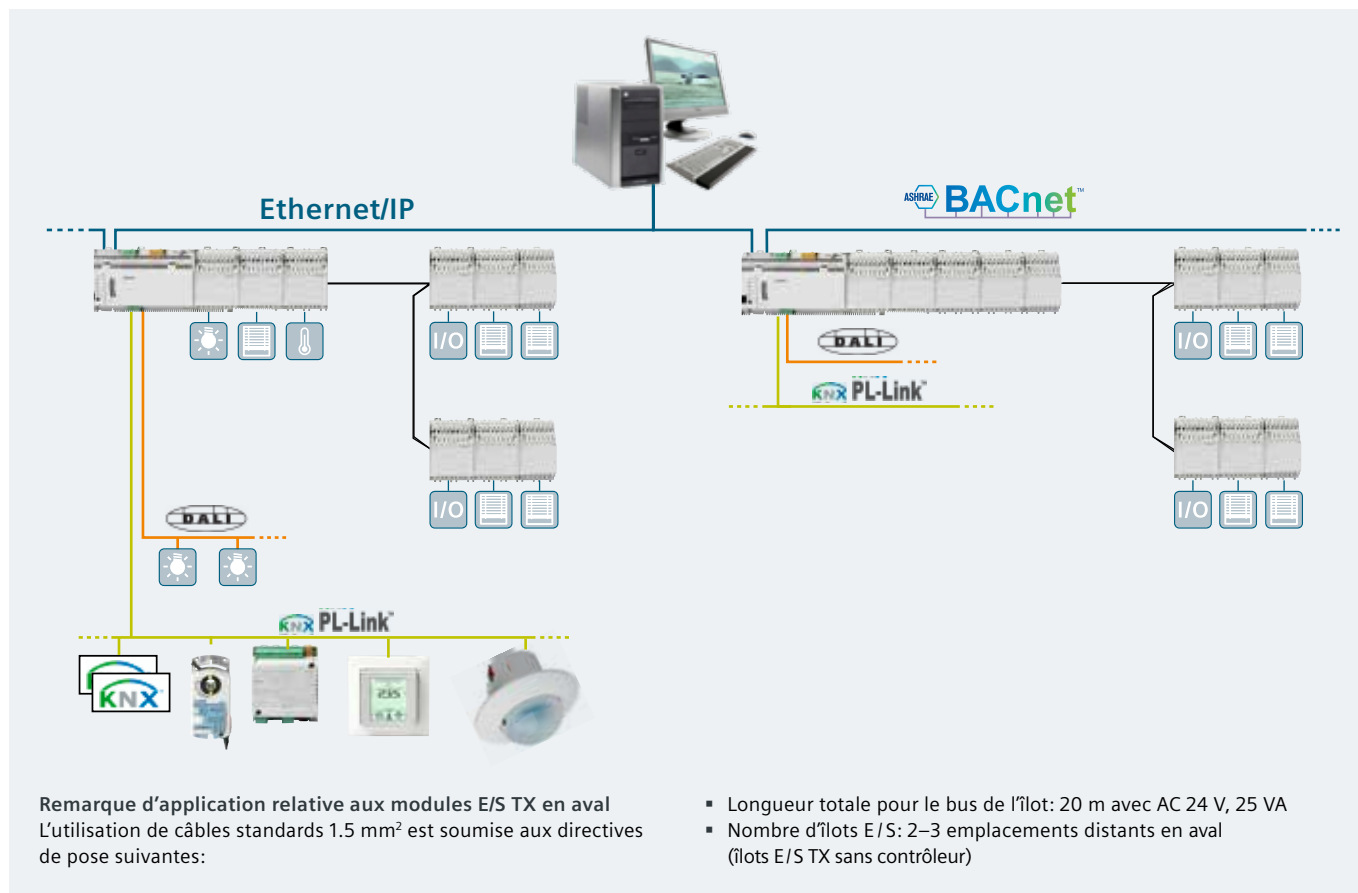 Ethernet/IP
ASHRAE BACnet™
I/O
I/O
DALI
KNX PL-Link™
I/O
I/O
DALI
KNX PL-Link™
KNX
Remarque d’application relative aux modules E/S TX en aval
L’utilisation de câbles standards 1.5 mm² est soumise aux directives
de pose suivantes:
▪ Longueur totale pour le bus de l’îlot: 20 m avec AC 24 V, 25 VA
▪ Nombre d’îlots E/S: 2–3 emplacements distants en aval
(îlots E/S TX sans contrôleur)